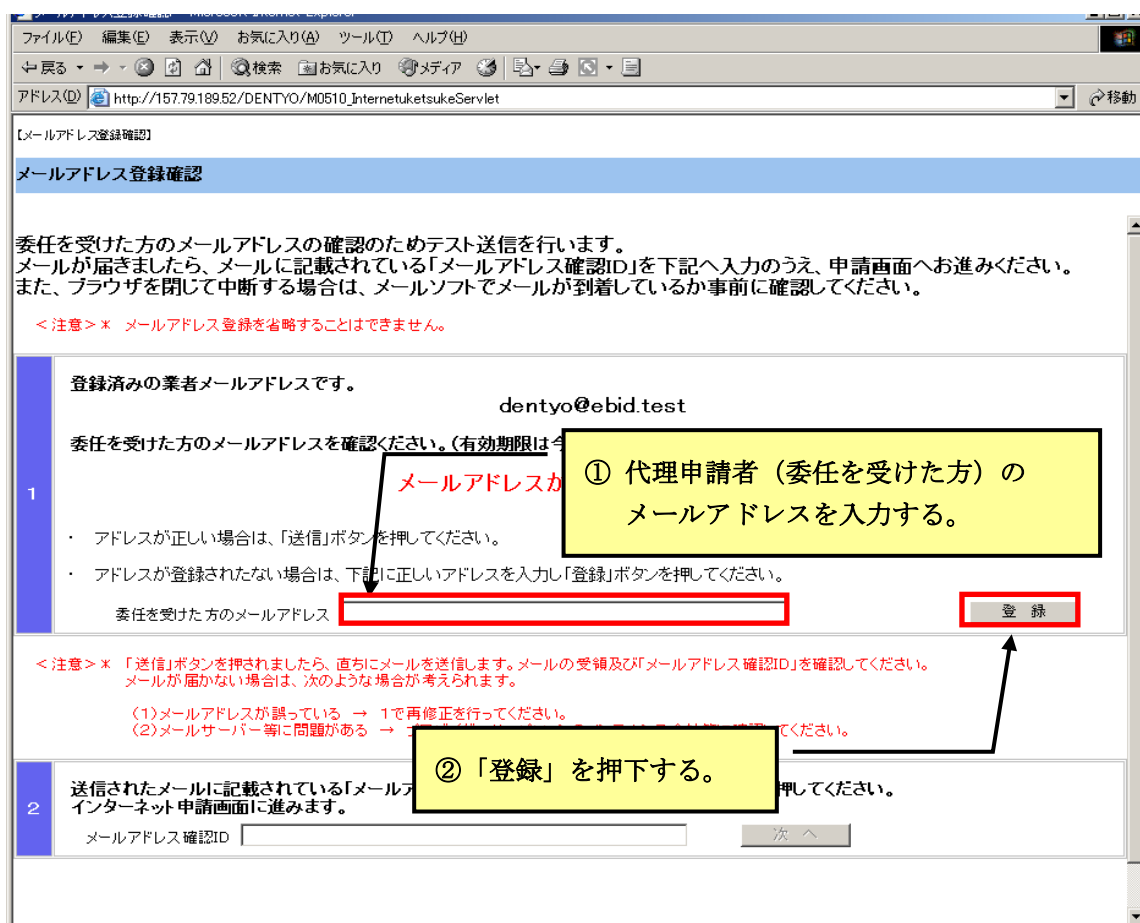 ファイル(F) 編集(E) 表示(V) お気に入り(A) ツール(T) ヘルプ(H)
戻る 検索 お気に入り メディア
アドレス(D) http://157.79.189.52/DENTYO/M0510_InternetuketsukeServlet 移動
【メールアドレス登録確認】
メールアドレス登録確認
委任を受けた方のメールアドレスの確認のためテスト送信を行います。
メールが届きましたら、メールに記載されている「メールアドレス確認ID」を下記へ入力のうえ、申請画面へお進みください。
また、ブラウザを閉じて中断する場合は、メールソフトでメールが到着しているか事前に確認してください。
＜注意＞* メールアドレス登録を省略することはできません。
1
登録済みの業者メールアドレスです。
dentyo@ebid.test
委任を受けた方のメールアドレスを確認ください。(有効期限は
メールアドレスが
① 代理申請者（委任を受けた方）の
メールアドレスを入力する。
・ アドレスが正しい場合は、「送信」ボタンを押してください。
・ アドレスが登録されたない場合は、下記に正しいアドレスを入力し「登録」ボタンを押してください。
委任を受けた方のメールアドレス 登 録
＜注意＞* 「送信」ボタンを押されましたら、直ちにメールを送信します。メールの受領及び「メールアドレス確認ID」を確認してください。
メールが届かない場合は、次のような場合が考えられます。
(1)メールアドレスが誤っている → 1で再修正を行ってください。
(2)メールサーバー等に問題がある → てください。
②「登録」を押下する。
2
送信されたメールに記載されている「メールア 押してください。
インターネット申請画面に進みます。
メールアドレス確認ID 次 へ